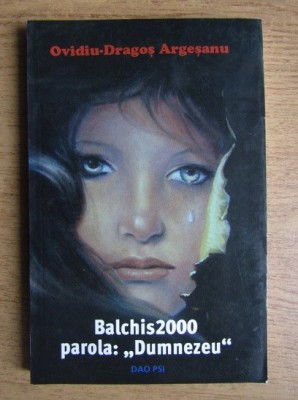 Ovidiu-Dragoș Argeșanu
Balchis2000
parola: „Dumnezeu“
DAO PSI